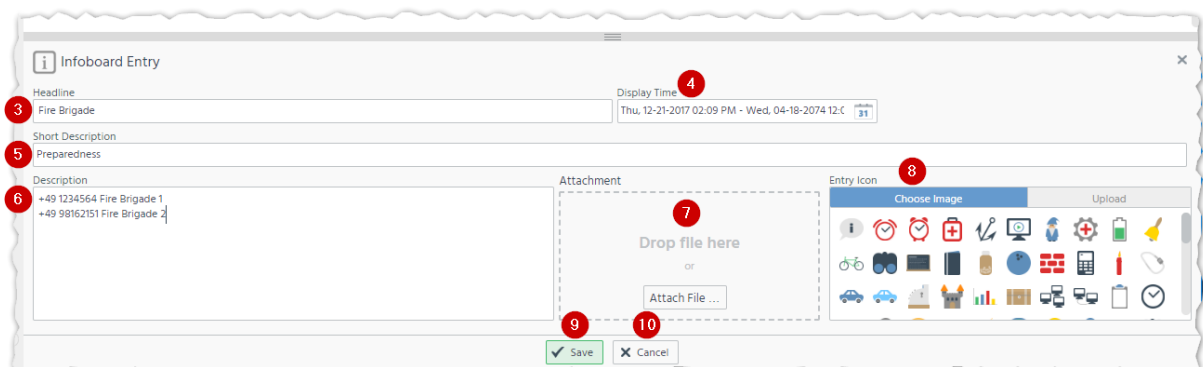 Infoboard Entry
Headline
Display Time
4
3
Fire Brigade
Thu, 12-21-2017 02:09 PM - Wed, 04-18-2074 12:0
31
Short Description
5
Preparedness
Description
Attachment
Entry Icon
8
6
+49 1234564 Fire Brigade 1
+49 98162151 Fire Brigade 2
7
Drop file here
or
Attach File ...
Choose Image
Upload
9
10
Save
Cancel